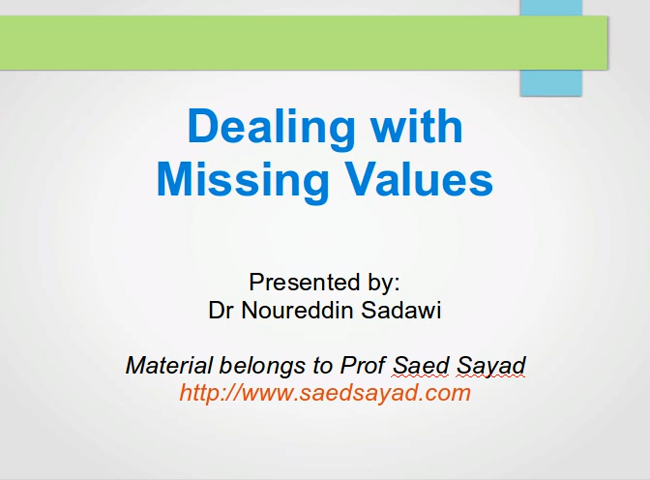 Dealing with
Missing Values
Presented by:
Dr Noureddin Sadawi
Material belongs to Prof Saed Sayad
http://www.saedsayad.com